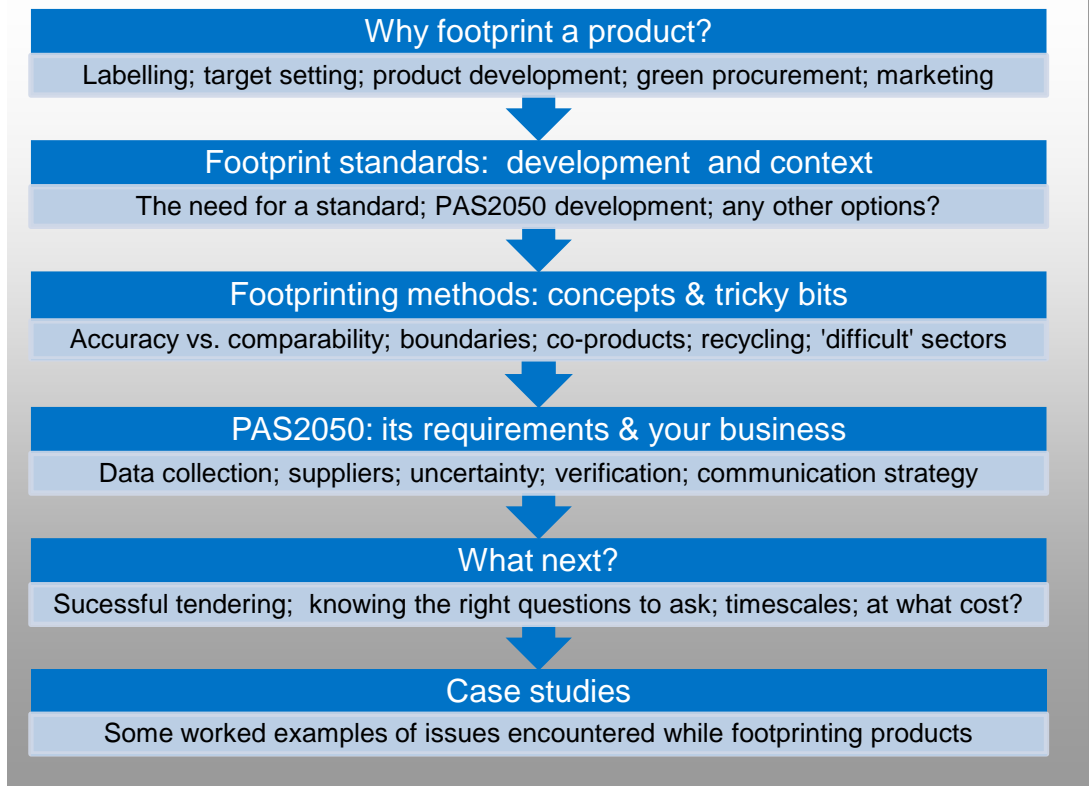 Why footprint a product?
Labelling; target setting; product development; green procurement; marketing
Footprint standards:  development  and context
The need for a standard; PAS2050 development; any other options?
Footprinting methods: concepts & tricky bits
Accuracy vs. comparability; boundaries; co-products; recycling; 'difficult' sectors
PAS2050: its requirements & your business
Data collection; suppliers; uncertainty; verification; communication strategy
What next?
Sucessful tendering;  knowing the right questions to ask; timescales; at what cost?
Case studies
Some worked examples of issues encountered while footprinting products